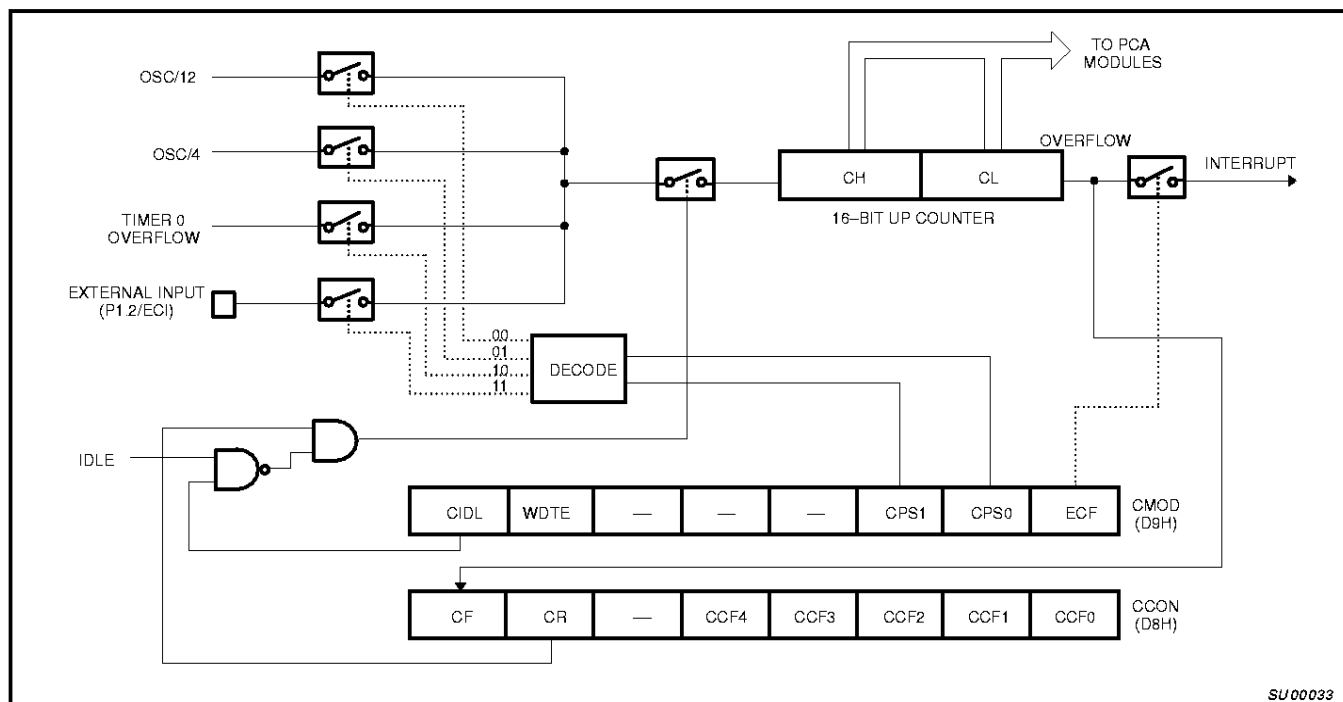 TO PCA
MODULES
OSC/12
OSC/4
OVERFLOW
INTERRUPT
CH
CL
16–BIT UP COUNTER
TIMER 0
OVERFLOW
EXTERNAL INPUT
(P1.2/ECI)
00
01
10
11
DECODE
IDLE
CIDL
WDTE
—
—
—
CPS1
CPS0
ECF
CMOD
(D9H)
CF
CR
—
CCF4
CCF3
CCF2
CCF1
CCF0
CCON
(D8H)
SU00033